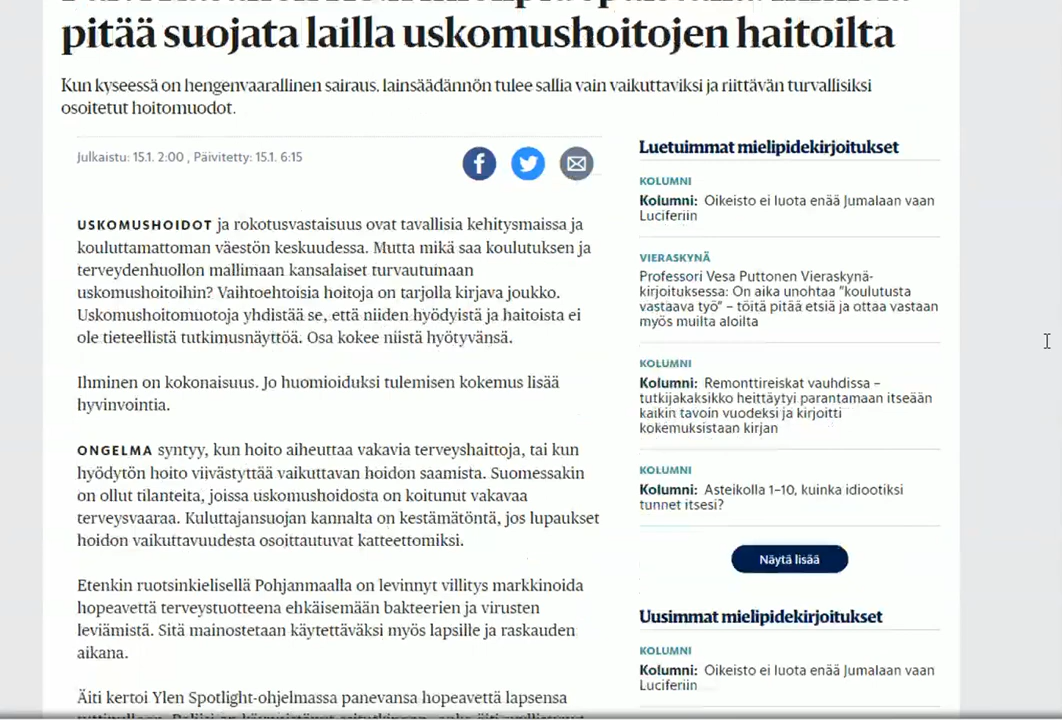 pitää suojata lailla uskomushoitojen haitoilta
Kun kyseessä on hengenvaarallinen sairaus, lainsäädännön tulee sallia vain vaikuttaviksi ja riittävän turvallisiksi
osoitetut hoitomuodot.
Julkaistu: 15.1. 2:00 , Päivitetty: 15.1. 6:15
USKOMUSHOIDOT ja rokotusvastaisuus ovat tavallisia kehitysmaissa ja
kouluttamattoman väestön keskuudessa. Mutta mikä saa koulutuksen ja
terveydenhuollon mallimaan kansalaiset turvautumaan
uskomushoitoihin? Vaihtoehtoisia hoitoja on tarjolla kirjava joukko.
Uskomushoitomuotoja yhdistää se, että niiden hyödyistä ja haitoista ei
ole tieteellistä tutkimusnäyttöä. Osa kokee niistä hyötyvänsä.
Ihminen on kokonaisuus. Jo huomioiduksi tulemisen kokemus lisää
hyvinvointia.
ONGELMA syntyy, kun hoito aiheuttaa vakavia terveyshaittoja, tai kun
hyödytön hoito viivästyttää vaikuttavan hoidon saamista. Suomessakin
on ollut tilanteita, joissa uskomushoidosta on koitunut vakavaa
terveysvaaraa. Kuluttajansuojan kannalta on kestämätöntä, jos lupaukset
hoidon vaikuttavuudesta osoittautuvat katteettomiksi.
Etenkin ruotsinkielisellä Pohjanmaalla on levinnyt villitys markkinoida
hopeavettä terveystuotteena ehkäisemään bakteerien ja virusten
leviämistä. Sitä mainostetaan käytettäväksi myös lapsille ja raskauden
aikana.
Äiti kertoi Ylen Spotlight-ohjelmassa panevansa hopeavettä lapsensa
Luetuimmat mielipidekirjoitukset
KOLUMNI
Kolumni: Oikeisto ei luota enää Jumalaan vaan
Luciferiin
VIERASKYNÄ
Professori Vesa Puttonen Vieraskynä-
kirjoituksessa: On aika unohtaa "koulutusta
vastaava työ" – töitä pitää etsiä ja ottaa vastaan
myös muilta aloilta
KOLUMNI
Kolumni: Remonttireiskat vauhdissa –
tutkijakaksikko heittäytyi parantamaan itseään
kaikin tavoin vuodeksi ja kirjoitti
kokemuksistaan kirjan
KOLUMNI
Kolumni: Asteikolla 1–10, kuinka idiootiksi
tunnet itsesi?
Näytä lisää
Uusimmat mielipidekirjoitukset
KOLUMNI
Kolumni: Oikeisto ei luota enää Jumalaan vaan
Luciferiin